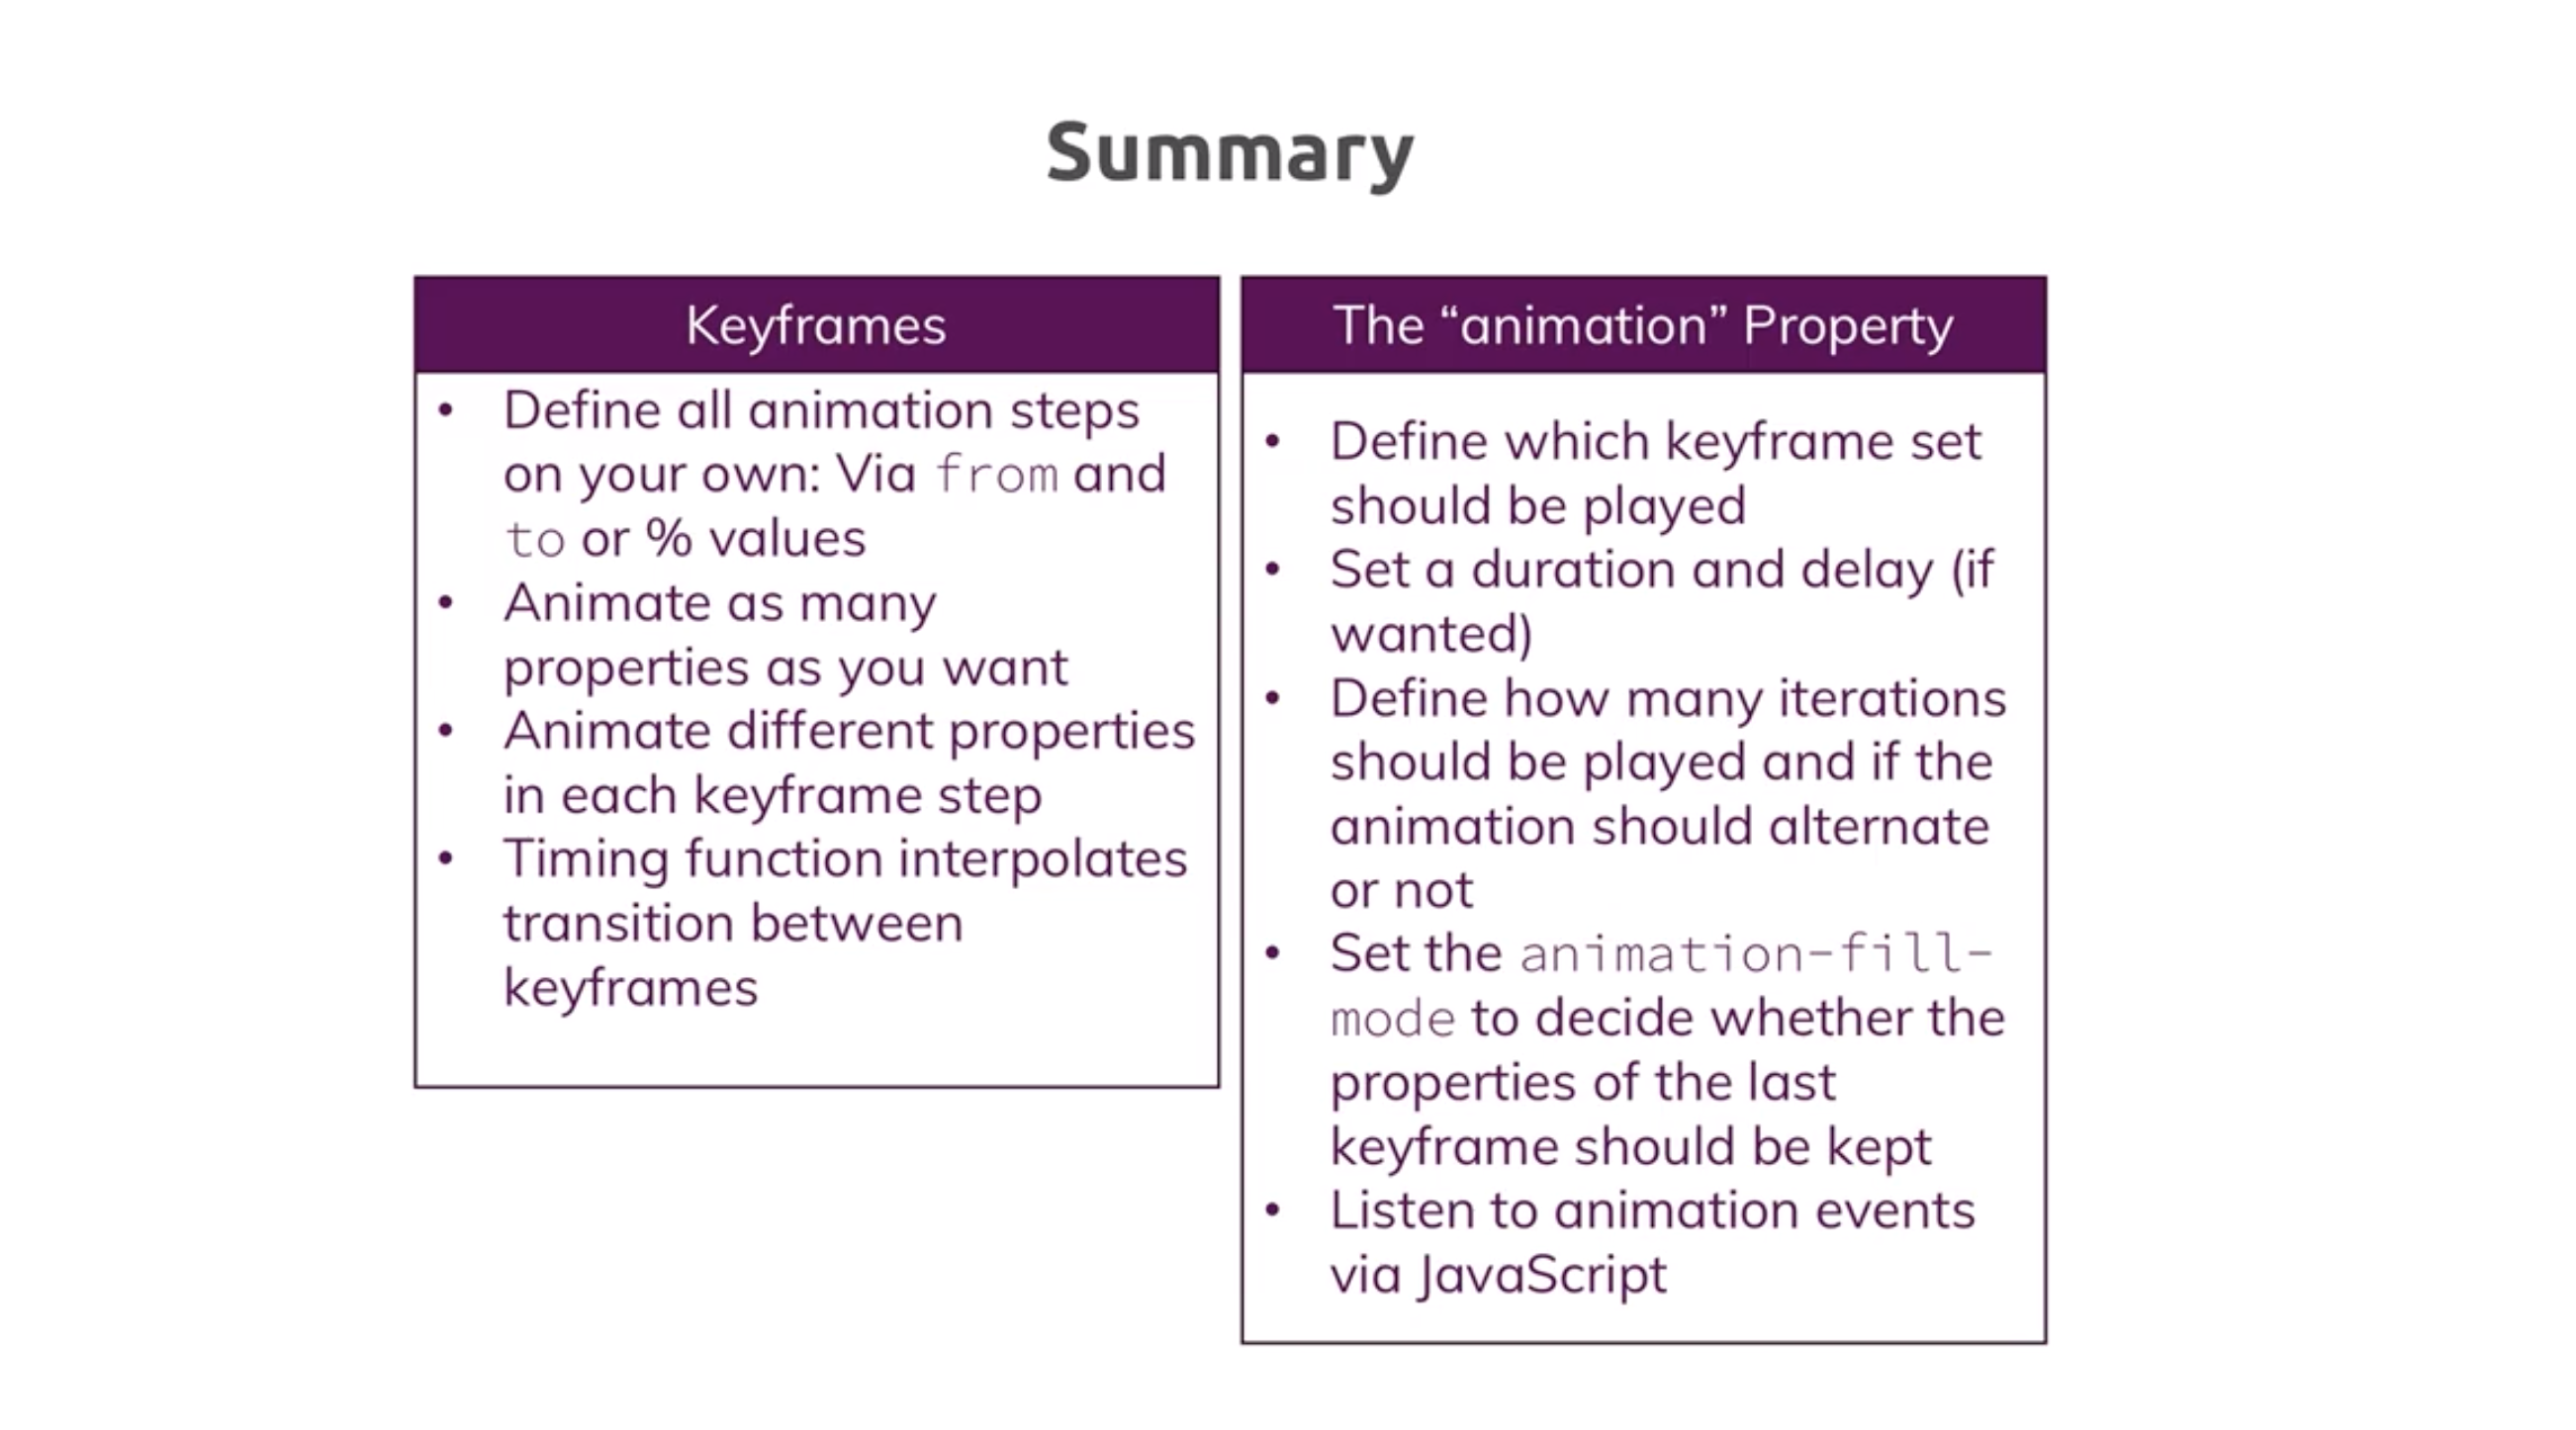 Summary
Keyframes
• Define all animation steps
on your own: Via from and
to or % values
• Animate as many
properties as you want
• Animate different properties
in each keyframe step
• Timing function interpolates
transition between
keyframes
The “animation” Property
• Define which keyframe set
should be played
• Set a duration and delay (if
wanted)
• Define how many iterations
should be played and if the
animation should alternate
or not
• Set the animation-fill-
mode to decide whether the
properties of the last
keyframe should be kept
• Listen to animation events
via JavaScript